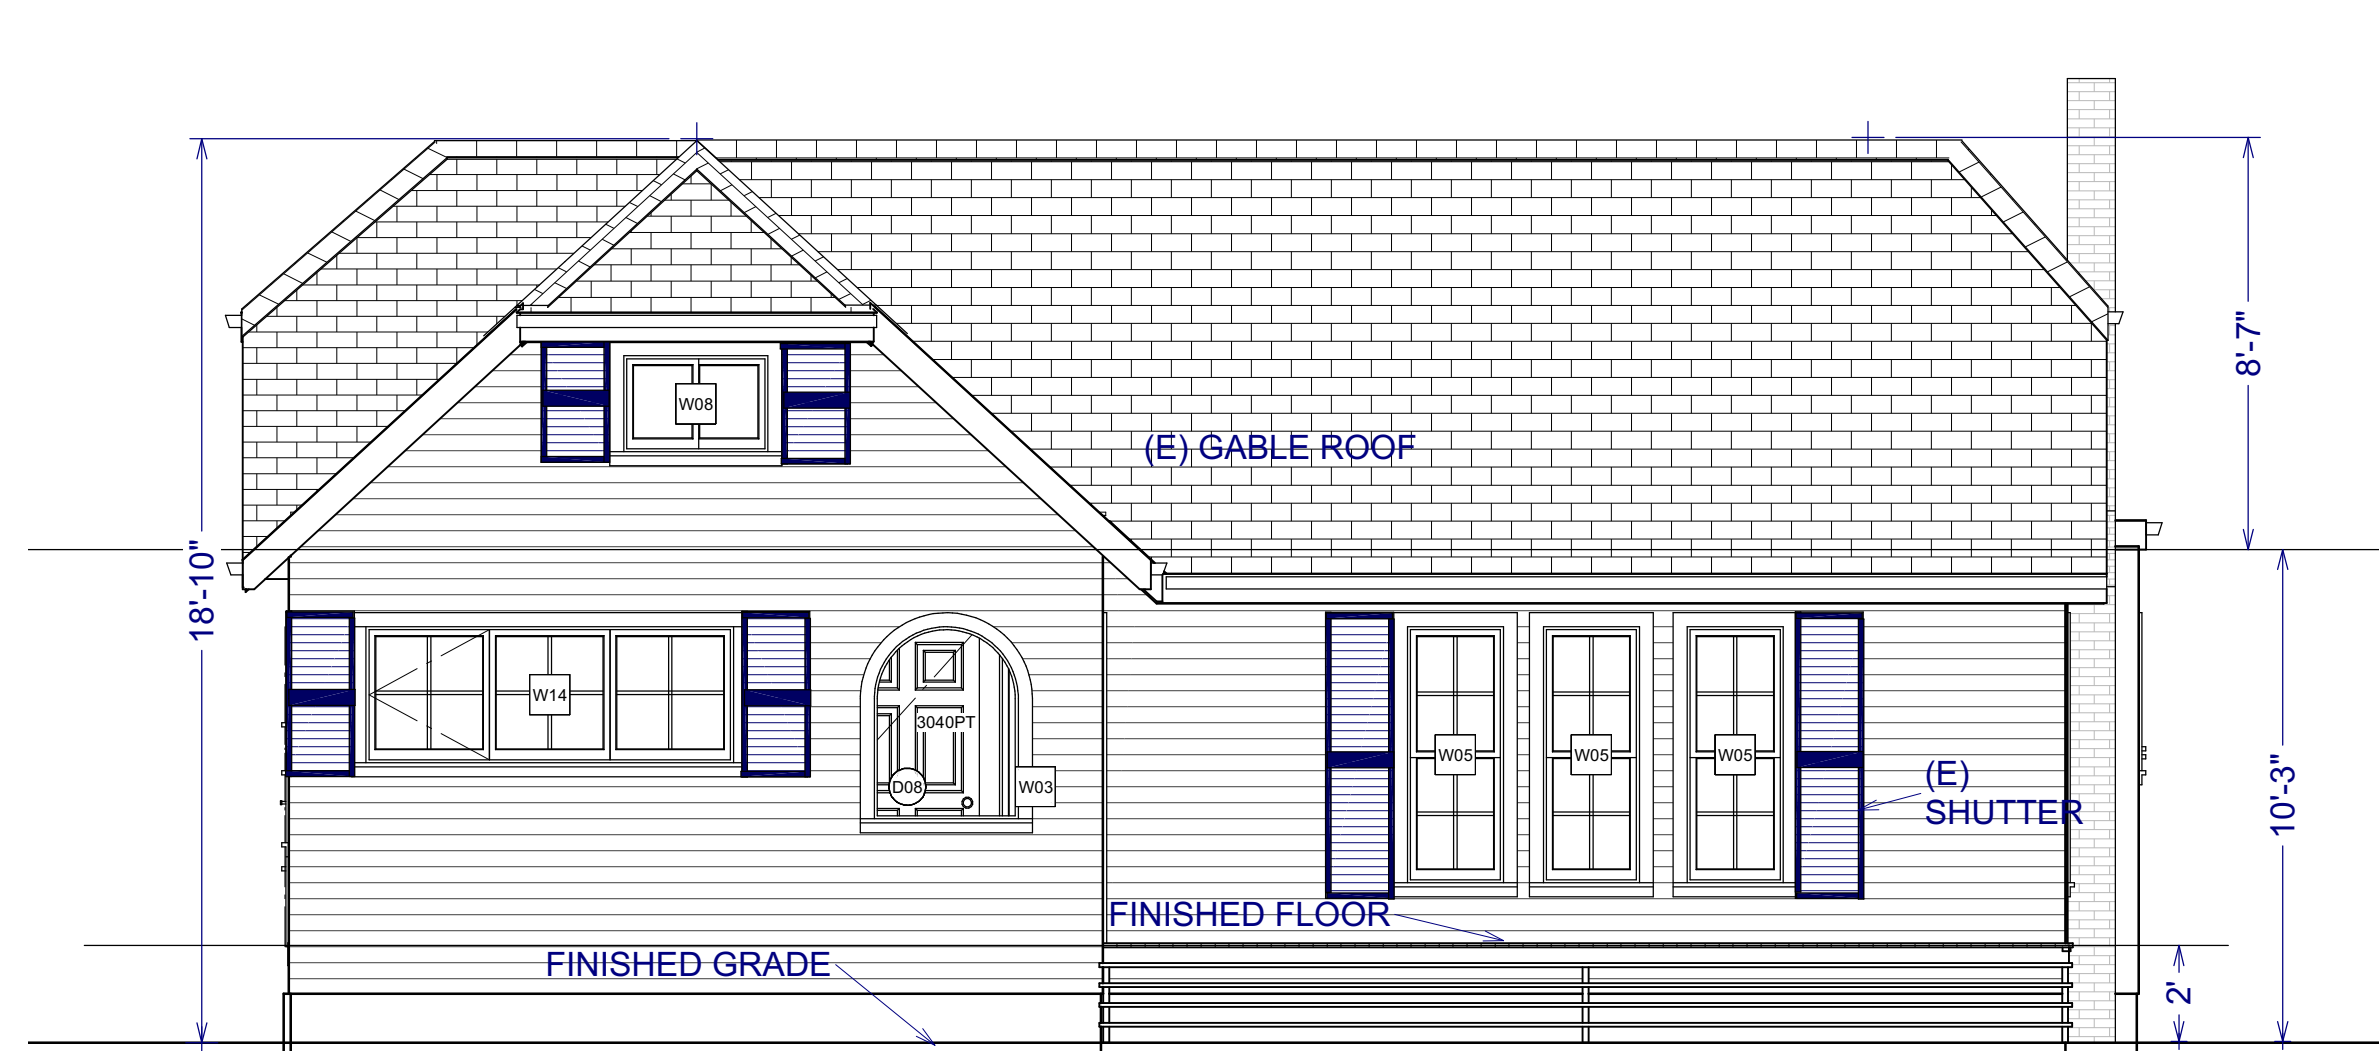 8'-7"
W08
(E) GABLE ROOF
18'-10"
W14
3040PT
D08
W03
W05
W05
W05
(E)
SHUTTER
10'-3"
FINISHED FLOOR
FINISHED GRADE
2'